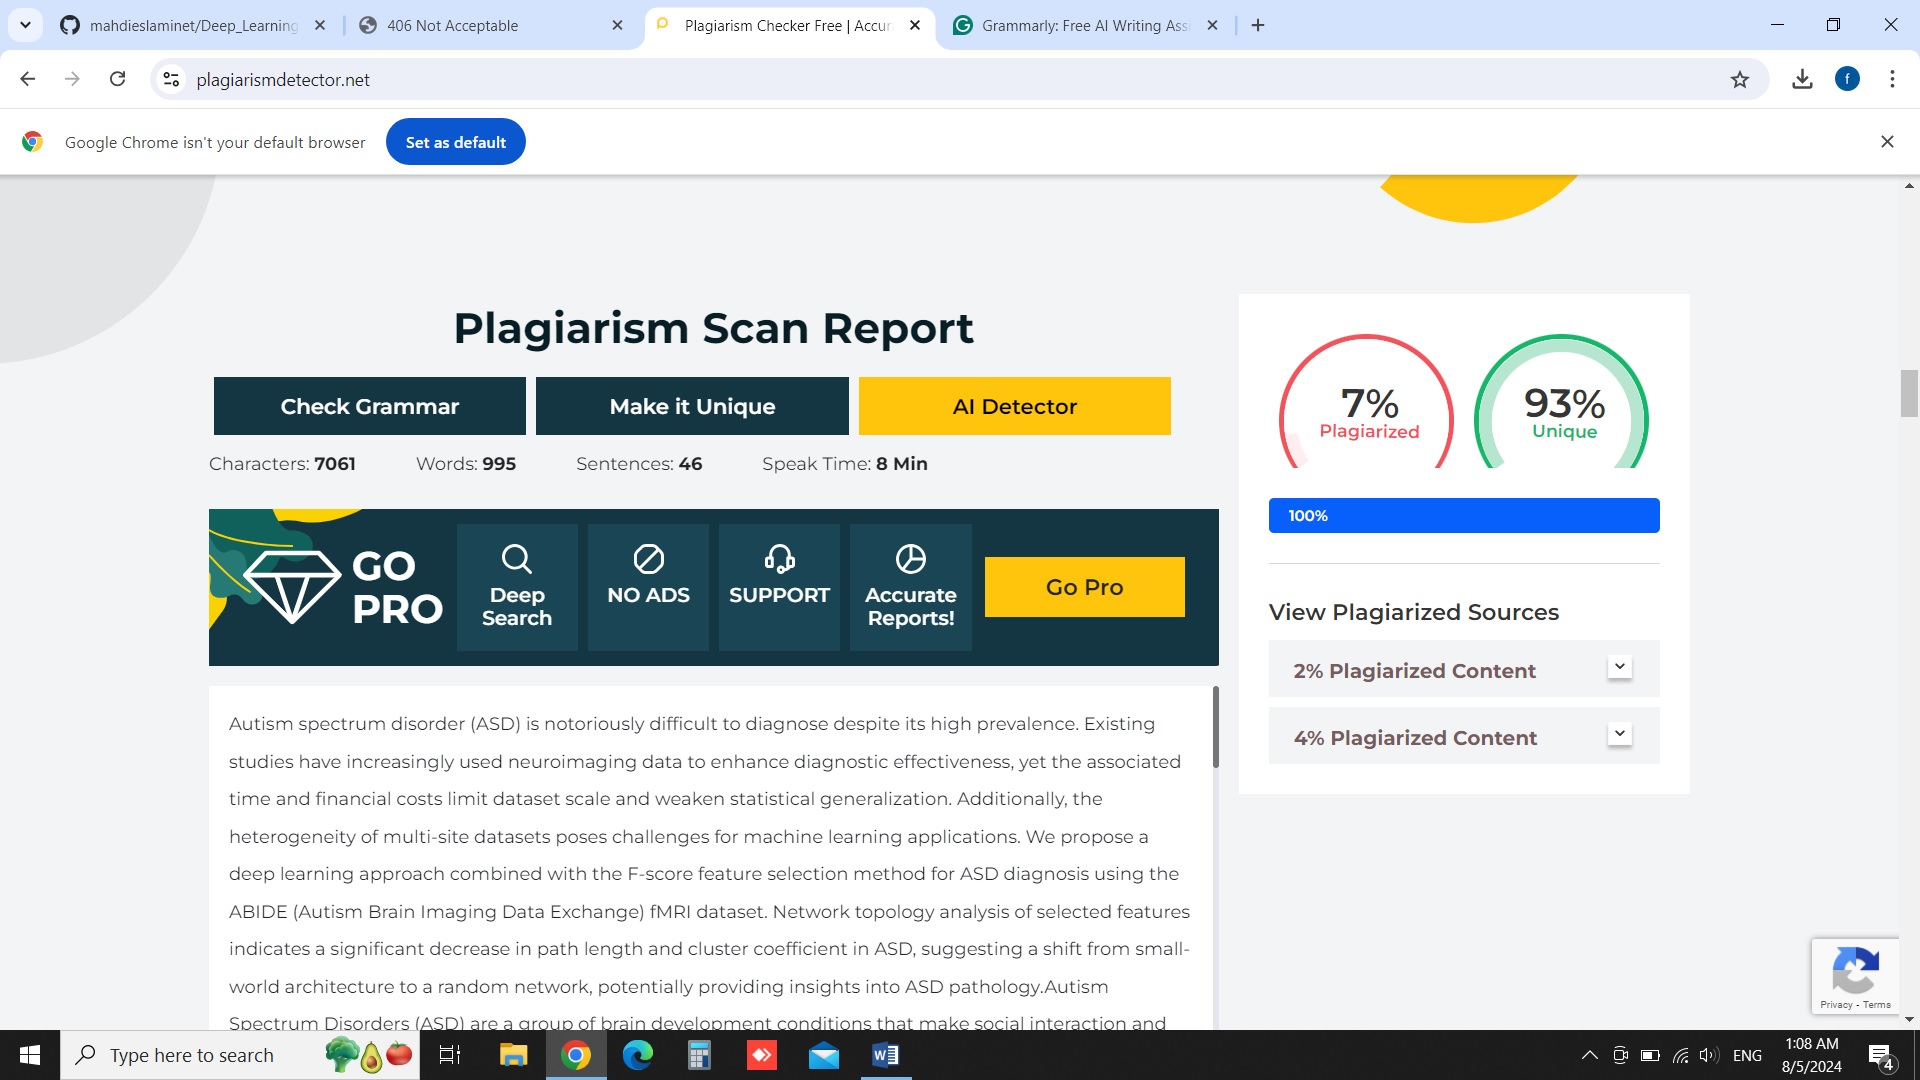 mahdieslaminet/Deep_Learning
406 Not Acceptable
Plagiarism Checker Free | Accur
Grammarly: Free AI Writing Assi
plagiarismdetector.net
f
Google Chrome isn't your default browser
Set as default
Plagiarism Scan Report
Check Grammar
Make it Unique
AI Detector
Characters: 7061 Words: 995 Sentences: 46 Speak Time: 8 Min
GO PRO
Deep Search
NO ADS
SUPPORT
Accurate Reports!
Go Pro
7%
Plagiarized
93%
Unique
100%
View Plagiarized Sources
2% Plagiarized Content
4% Plagiarized Content
Autism spectrum disorder (ASD) is notoriously difficult to diagnose despite its high prevalence. Existing
studies have increasingly used neuroimaging data to enhance diagnostic effectiveness, yet the associated
time and financial costs limit dataset scale and weaken statistical generalization. Additionally, the
heterogeneity of multi-site datasets poses challenges for machine learning applications. We propose a
deep learning approach combined with the F-score feature selection method for ASD diagnosis using the
ABIDE (Autism Brain Imaging Data Exchange) fMRI dataset. Network topology analysis of selected features
indicates a significant decrease in path length and cluster coefficient in ASD, suggesting a shift from small-
world architecture to a random network, potentially providing insights into ASD pathology.Autism
Spectrum Disorders (ASD) are a group of brain development conditions that make social interaction and
Privacy - Terms
Type here to search
ENG
1:08 AM
8/5/2024
4